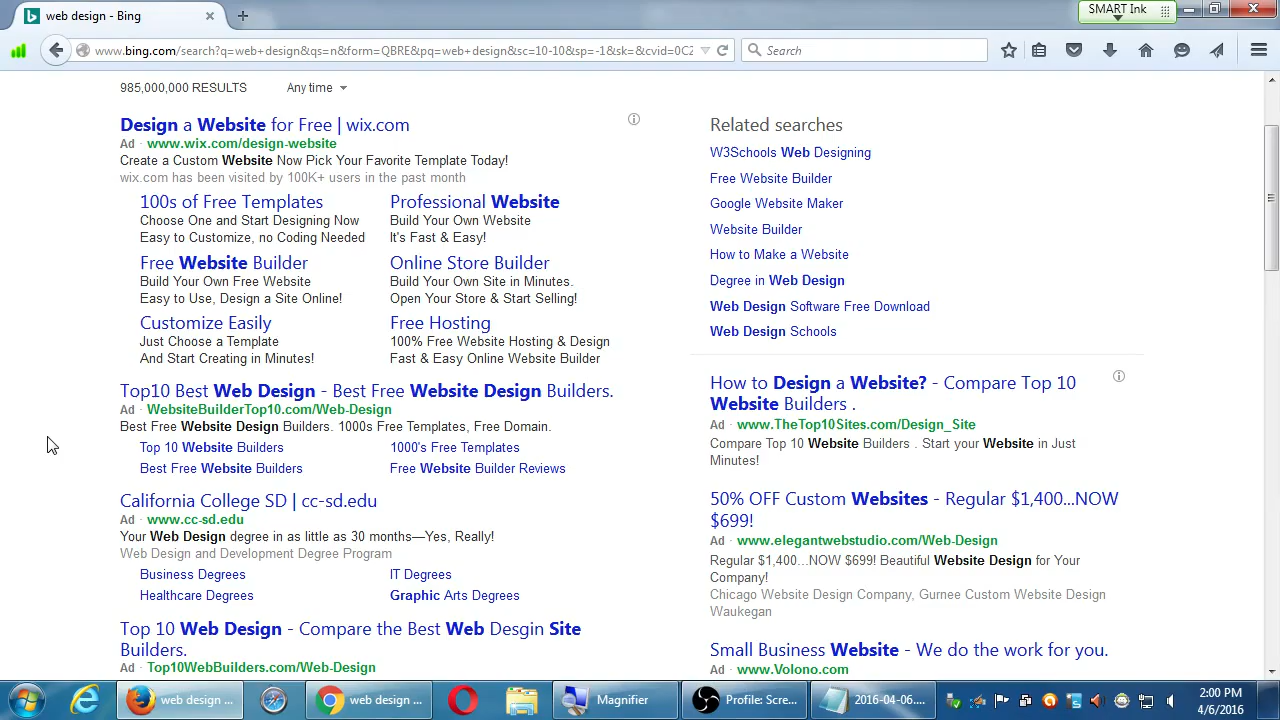 web design - Bing
SMART Ink
www.bing.com/search?q=web+design&qs=n&form=QBRE&pq=web+design&sc=10-10&sp=-1&sk=&cvid=0C2
Search
985,000,000 RESULTS Any time
Design a Website for Free | wix.com
Ad · www.wix.com/design-website
Create a Custom Website Now Pick Your Favorite Template Today!
wix.com has been visited by 100K+ users in the past month
100s of Free Templates
Choose One and Start Designing Now
Easy to Customize, no Coding Needed
Professional Website
Build Your Own Website
It's Fast & Easy!
Free Website Builder
Build Your Own Free Website
Easy to Use, Design a Site Online!
Online Store Builder
Build Your Own Site in Minutes.
Open Your Store & Start Selling!
Customize Easily
Just Choose a Template
And Start Creating in Minutes!
Free Hosting
100% Free Website Hosting & Design
Fast & Easy Online Website Builder
Top10 Best Web Design - Best Free Website Design Builders.
Ad · WebsiteBuilderTop10.com/Web-Design
Best Free Website Design Builders. 1000s Free Templates, Free Domain.
Top 10 Website Builders 1000's Free Templates
Best Free Website Builders Free Website Builder Reviews
California College SD | cc-sd.edu
Ad · www.cc-sd.edu
Your Web Design degree in as little as 30 months—Yes, Really!
Web Design and Development Degree Program
Business Degrees IT Degrees
Healthcare Degrees Graphic Arts Degrees
Top 10 Web Design - Compare the Best Web Desgin Site
Builders.
Ad · Top10WebBuilders.com/Web-Design
Related searches
W3Schools Web Designing
Free Website Builder
Google Website Maker
Website Builder
How to Make a Website
Degree in Web Design
Web Design Software Free Download
Web Design Schools
How to Design a Website? - Compare Top 10
Website Builders .
Ad · www.TheTop10Sites.com/Design_Site
Compare Top 10 Website Builders . Start your Website in Just
Minutes!
50% OFF Custom Websites - Regular $1,400...NOW
$699!
Ad · www.elegantwebstudio.com/Web-Design
Regular $1,400...NOW $699! Beautiful Website Design for Your
Company!
Chicago Website Design Company, Gurnee Custom Website Design
Waukegan
Small Business Website - We do the work for you.
Ad · www.Volono.com
web design ...
web design ...
Magnifier
Profile: Scre...
2016-04-06....
2:00 PM
4/6/2016